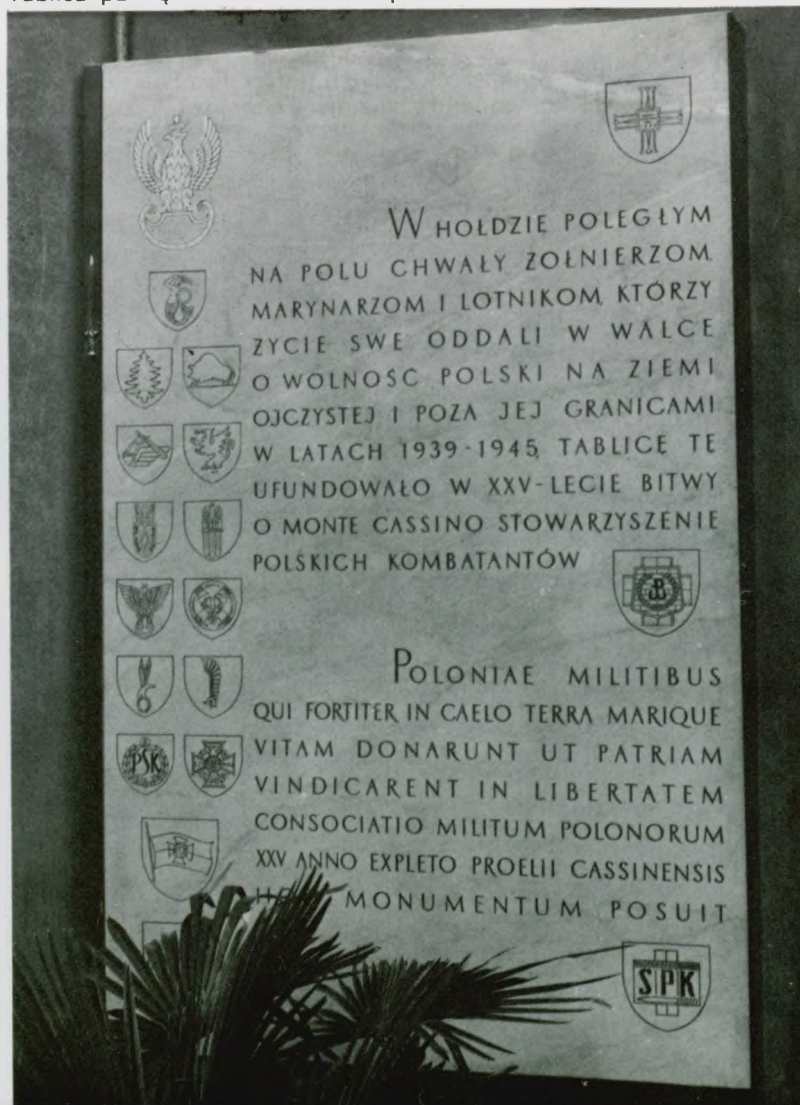 W HOŁDZIE POLEGŁYM
NA POLU CHWAŁY ŻOŁNIERZOM
MARYNARZOM I LOTNIKOM KTÓRZY
ŻYCIE SWE ODDALI W WALCE
O WOLNOŚĆ POLSKI NA ZIEMI
OJCZYSTEJ I POZA JEJ GRANICAMI
W LATACH 1939-1945, TABLICE TE
UFUNDOWAŁO W XXV-LECIE BITWY
O MONTE CASSINO STOWARZYSZENIE
POLSKICH KOMBATANTÓW
POLONIAE MILITIBUS
QUI FORTITER IN CAELO TERRA MARIQUE
VITAM DONARUNT UT PATRIAM
VINDICARENT IN LIBERTATEM
CONSOCIATIO MILITUM POLONORUM
XXV ANNO EXPLETO PROELII CASSINENSIS
MONUMENTUM POSUIT
6
PSK
SPK